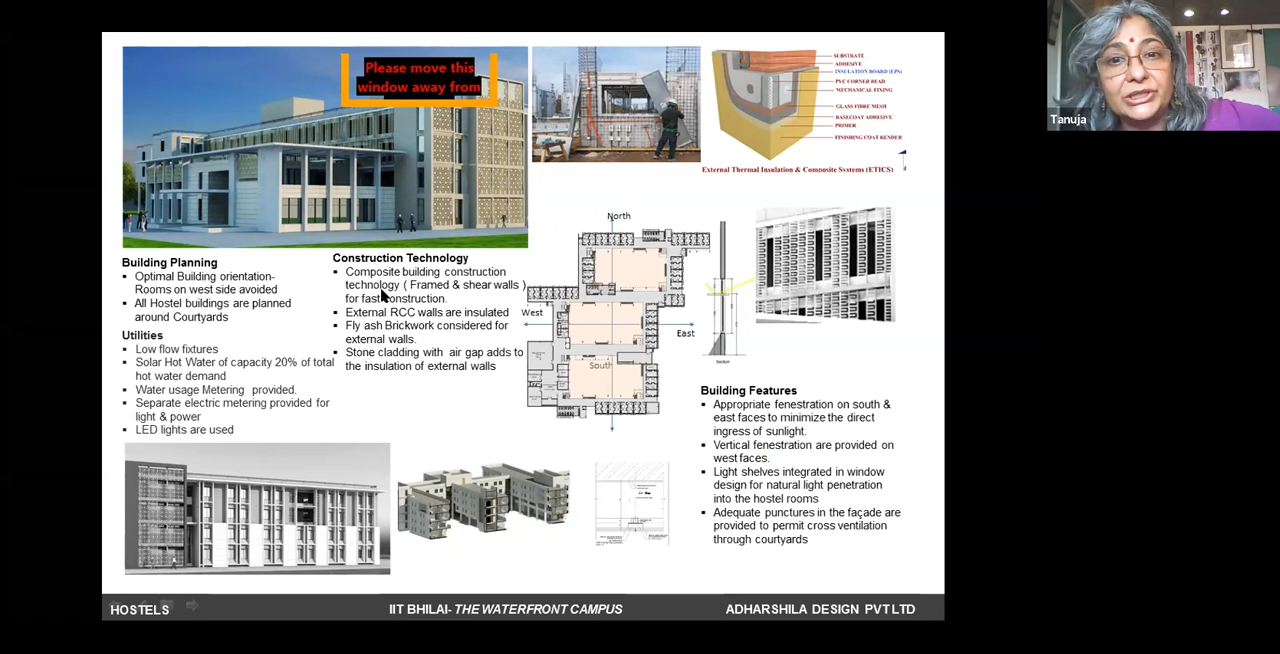 Please move this
window away from
SUBSTRATE
ADHESIVE
INSULATION BOARD (EPS)
PVC CORNER BEAD
MECHANICAL FIXING
GLASS FIBRE MESH
BASECOAT ADHESIVE
PRIMER
FINISHING COAT RENDER
External Thermal Insulation & Composite Systems (ETICS)
Tanuja
Building Planning
▪ Optimal Building orientation-
Rooms on west side avoided
▪ All Hostel buildings are planned
around Courtyards
Utilities
▪ Low flow fixtures
▪ Solar Hot Water of capacity 20% of total
hot water demand
▪ Water usage Metering provided.
▪ Separate electric metering provided for
light & power
▪ LED lights are used
Construction Technology
▪ Composite building construction
technology ( Framed & shear walls )
for fast construction.
▪ External RCC walls are insulated
▪ Fly ash Brickwork considered for
external walls.
▪ Stone cladding with air gap adds to
the insulation of external walls
North
West
East
South
Section
Building Features
▪ Appropriate fenestration on south &
east faces to minimize the direct
ingress of sunlight.
▪ Vertical fenestration are provided on
west faces.
▪ Light shelves integrated in window
design for natural light penetration
into the hostel rooms
▪ Adequate punctures in the façade are
provided to permit cross ventilation
through courtyards
HOSTELS
IIT BHILAI- THE WATERFRONT CAMPUS
ADHARSHILA DESIGN PVT LTD